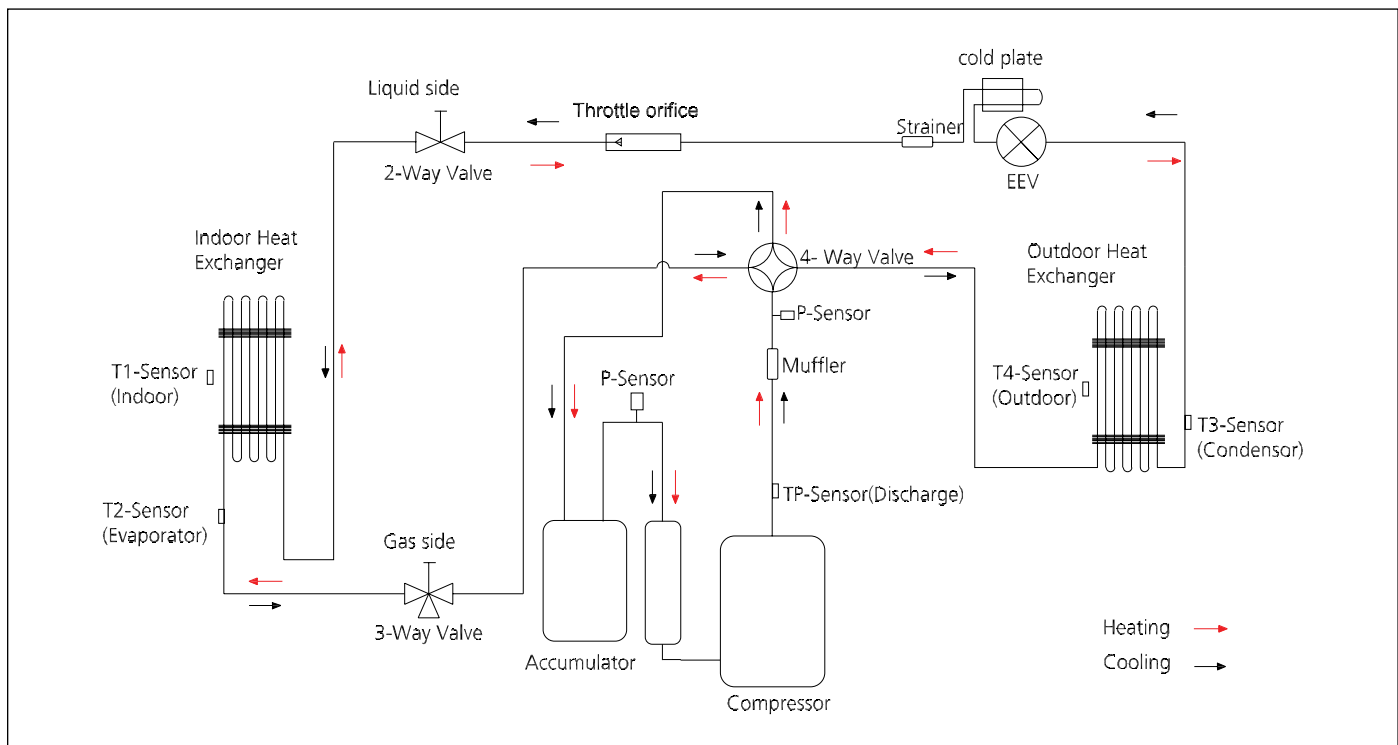 cold plate
Liquid side
Throttle orifice
Strainer
2-Way Valve
EEV
Indoor Heat
Exchanger
4- Way Valve
Outdoor Heat
Exchanger
P-Sensor
Muffler
T1-Sensor
(Indoor)
P-Sensor
T4-Sensor
(Outdoor)
T3-Sensor
(Condensor)
TP-Sensor(Discharge)
T2-Sensor
(Evaporator)
Gas side
3-Way Valve
Heating
Accumulator
Cooling
Compressor